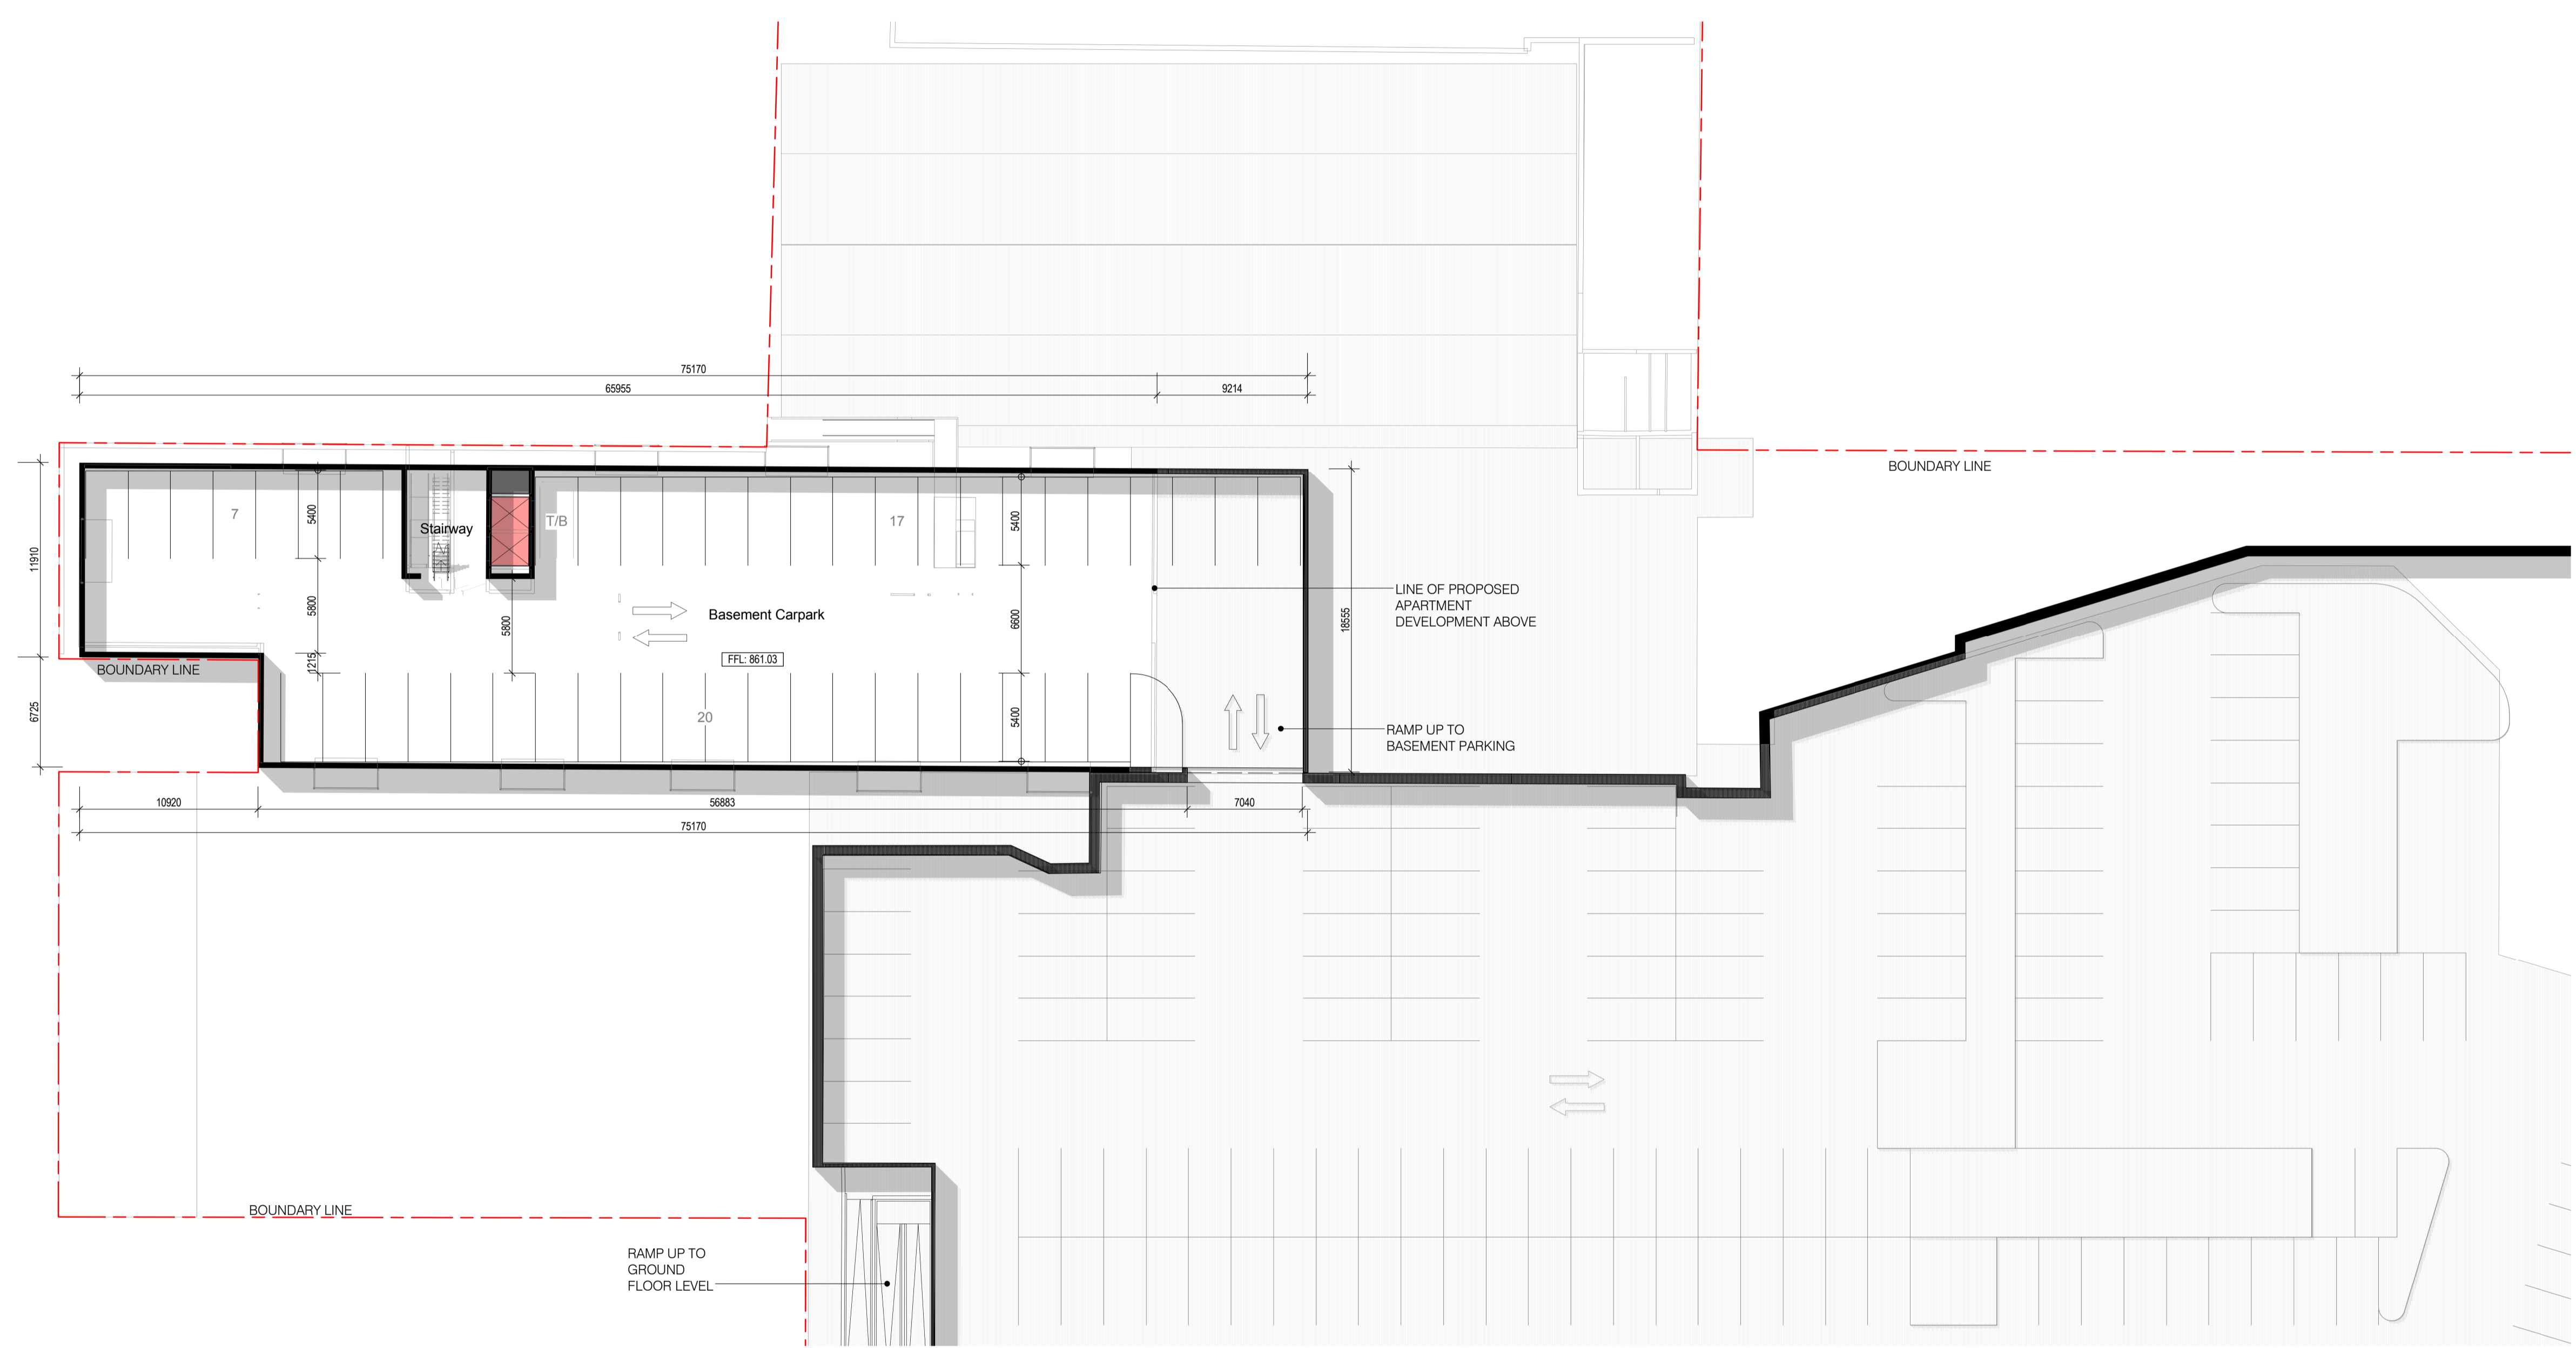 75170
65955
9214
BOUNDARY LINE
11910
7
5400
Stairway
T/B
17
5400
18555
5800
5800
Basement Carpark
6600
LINE OF PROPOSED
APARTMENT
DEVELOPMENT ABOVE
FFL: 861.03
1215
BOUNDARY LINE
6725
20
5400
RAMP UP TO
BASEMENT PARKING
10920
56883
7040
75170
BOUNDARY LINE
RAMP UP TO
GROUND
FLOOR LEVEL